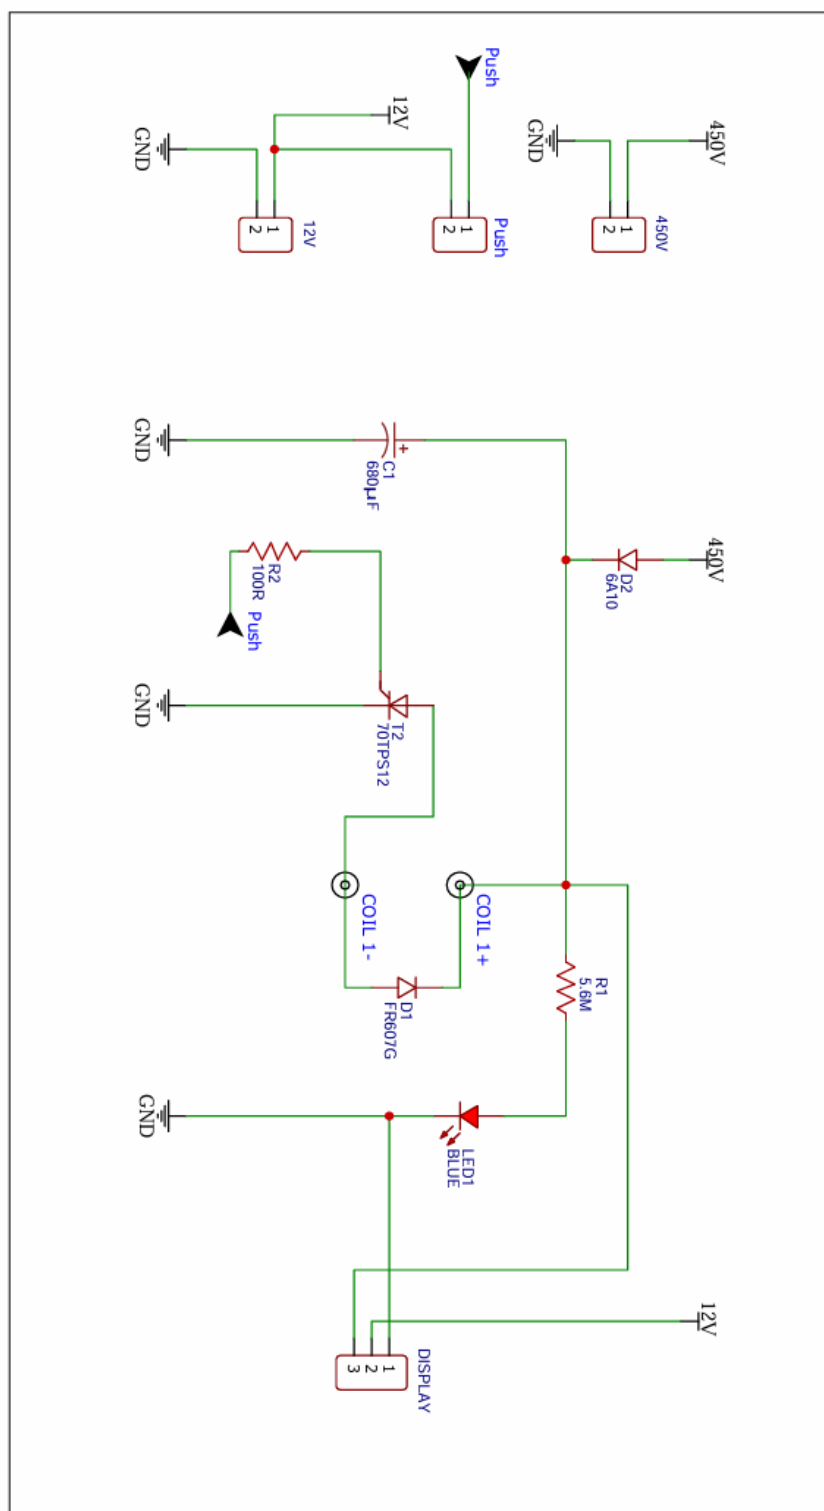 Push
12V
GND
450V
GND
1
2
12V
1
2
Push
1
2
450V
GND
+
C1
680µF
450V
D2
6A10
R2
100R
Push
GND
T2
70TPS12
COIL 1-
COIL 1+
D1
FR607G
R1
5.6M
GND
LED1
BLUE
12V
1
2
3
DISPLAY